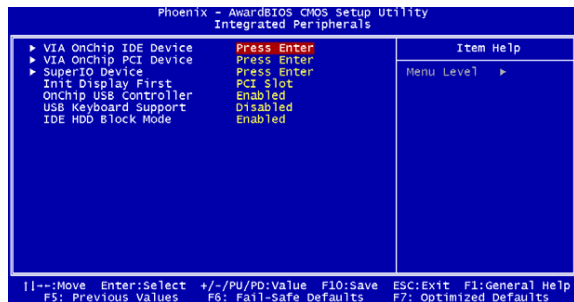 Phoenix - AwardBIOS CMOS Setup Utility
Integrated Peripherals
▶ VIA OnChip IDE Device Press Enter
▶ VIA OnChip PCI Device Press Enter
▶ SuperIO Device Press Enter
Init Display First PCI Slot
OnChip USB Controller Enabled
USB Keyboard Support Disabled
IDE HDD Block Mode Enabled
Item Help
Menu Level ▶
||--:Move Enter:Select +/-/PU/PD:Value F10:Save ESC:Exit F1:General Help
F5: Previous Values F6: Fail-Safe Defaults F7: Optimized Defaults